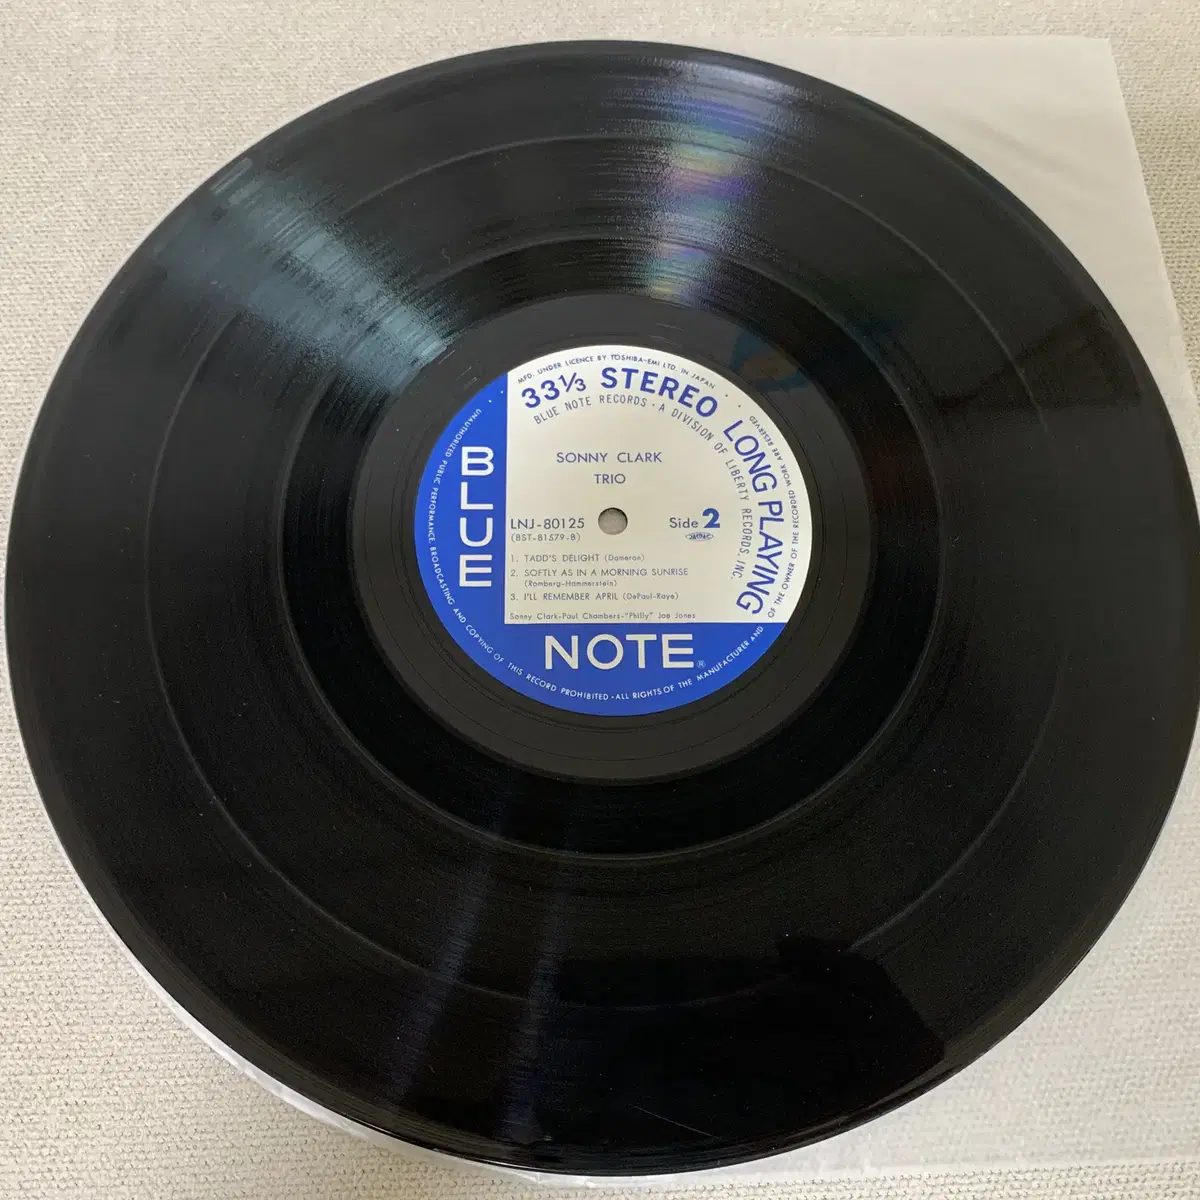 MFD. UNDER LICENCE BY TOSHIBA-EMI LTD. IN JAPAN
33⅓ STEREO LONG PLAYING
BLUE NOTE RECORDS · A DIVISION OF LIBERTY RECORDS, INC.
SONNY CLARK
TRIO
LNJ-80125
(BST-81579-B)
Side 2
JASRAC
1. TADD'S DELIGHT (Dameron)
2. SOFTLY AS IN A MORNING SUNRISE
(Romberg-Hammerstein)
3. I'LL REMEMBER APRIL (DePaul-Raye)
Sonny Clark-Paul Chambers-"Philly" Joe Jones
BLUE
NOTE®
UNAUTHORIZED PUBLIC PERFORMANCE, BROADCASTING AND COPYING OF THIS RECORD PROHIBITED · ALL RIGHTS OF THE MANUFACTURER AND OF THE OWNER OF THE RECORDED WORK ARE RESERVED